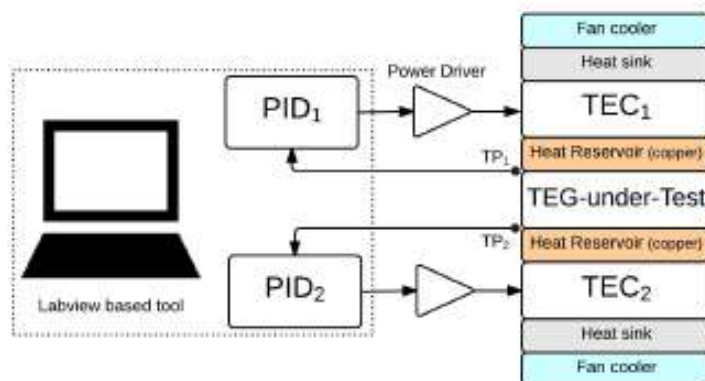 Fan cooler
Heat sink
Power Driver
PID₁
TEC₁
TP₁
Heat Reservoir (copper)
TEG-under-Test
TP₂
Heat Reservoir (copper)
PID₂
TEC₂
Labview based tool
Heat sink
Fan cooler